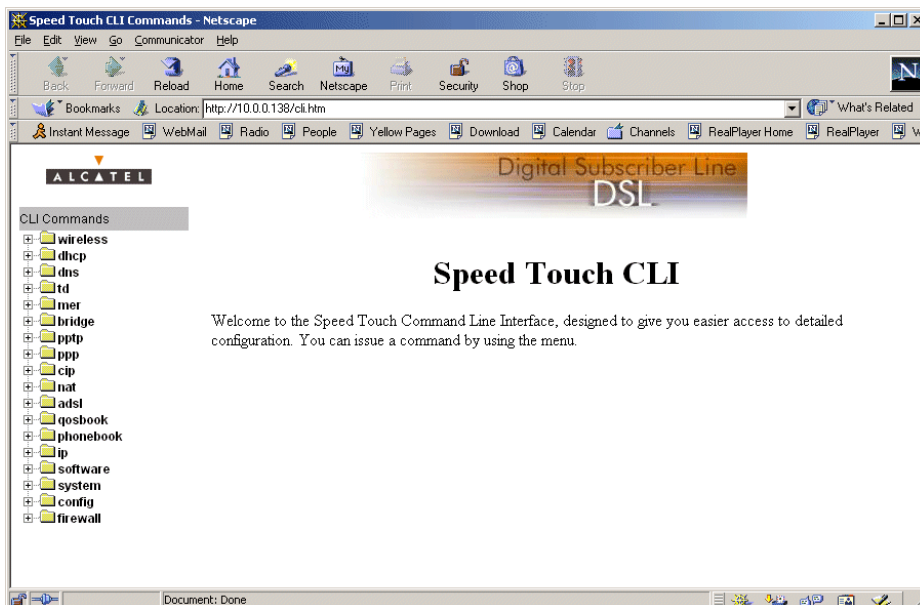 Speed Touch CLI Commands - Netscape
File Edit View Go Communicator Help
Back Forward Reload Home Search Netscape Print Security Shop Stop
Bookmarks Location: http://10.0.0.138/cli.htm What's Related
Instant Message WebMail Radio People Yellow Pages Download Calendar Channels RealPlayer Home RealPlayer
ALCATEL
Digital Subscriber Line
DSL
CLI Commands
wireless
dhcp
dns
td
mer
bridge
pptp
ppp
cip
nat
adsl
qosbook
phonebook
ip
software
system
config
firewall
Speed Touch CLI
Welcome to the Speed Touch Command Line Interface, designed to give you easier access to detailed
configuration. You can issue a command by using the menu.
Document: Done